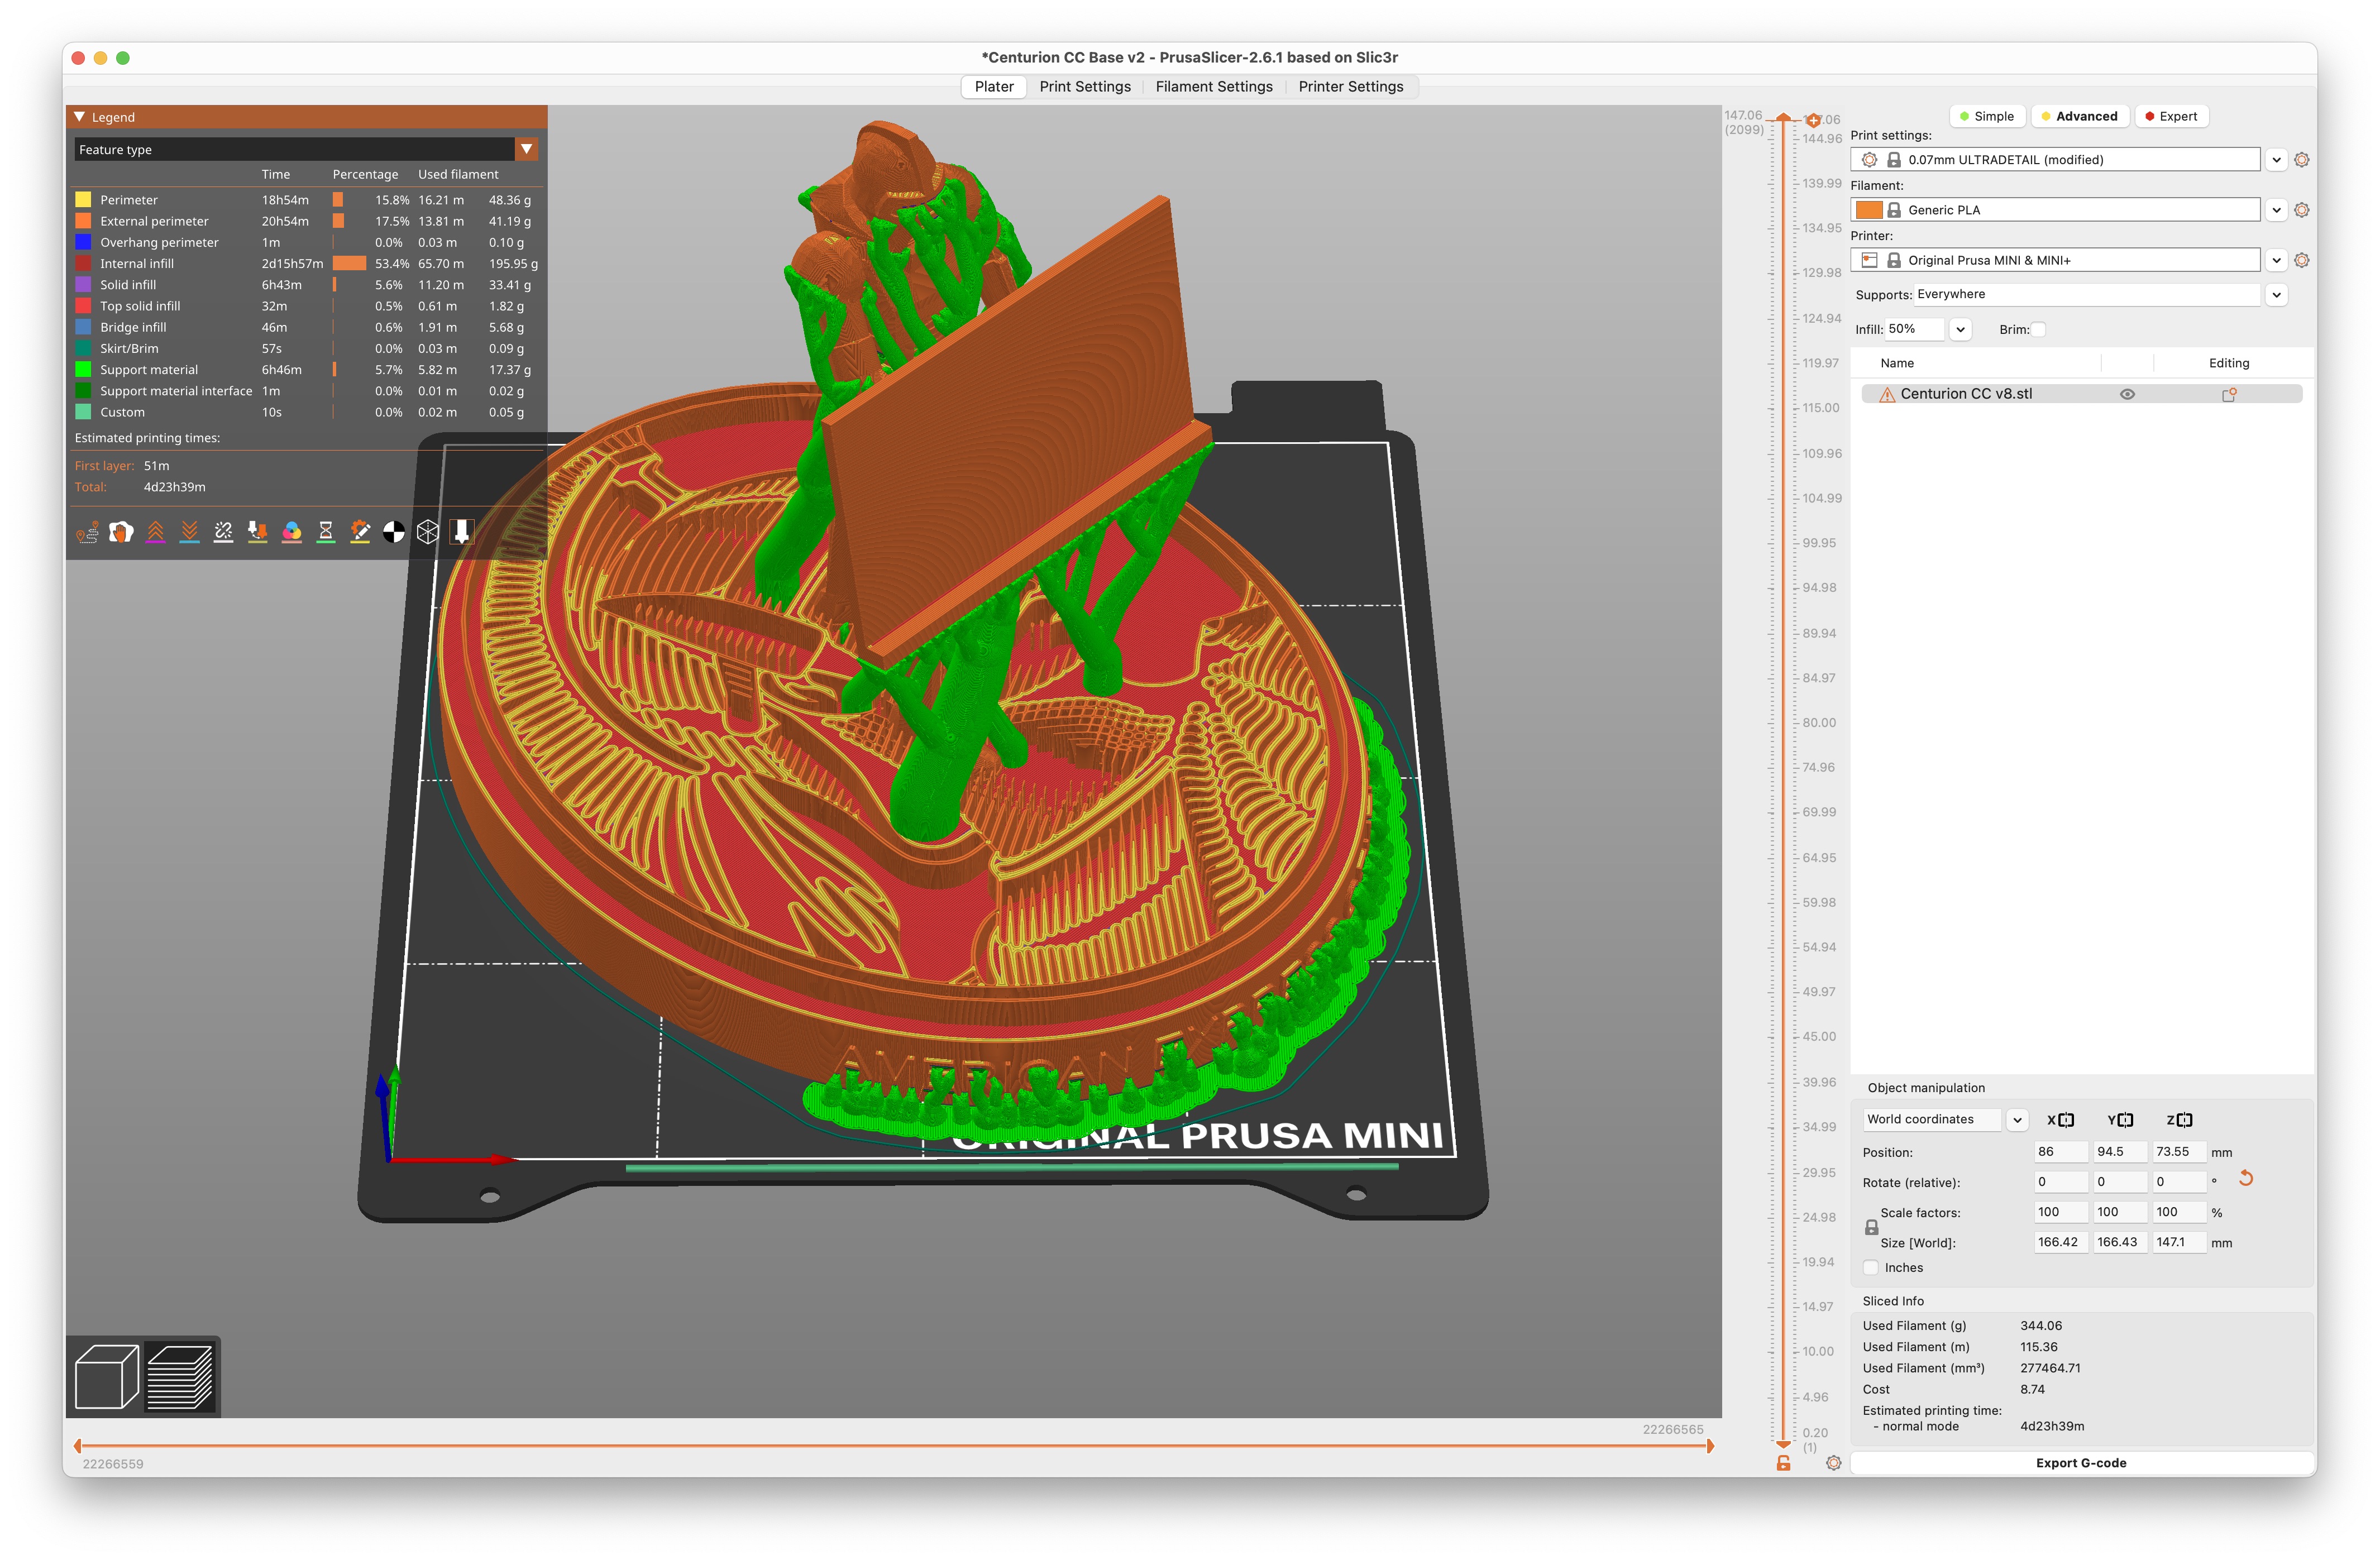 *Centurion CC Base v2 - PrusaSlicer-2.6.1 based on Slic3r
Plater Print Settings Filament Settings Printer Settings
Legend
Feature type
Time Percentage Used filament
Perimeter 18h54m 15.8% 16.21 m 48.36 g
External perimeter 20h54m 17.5% 13.81 m 41.19 g
Overhang perimeter 1m 0.0% 0.03 m 0.10 g
Internal infill 2d15h57m 53.4% 65.70 m 195.95 g
Solid infill 6h43m 5.6% 11.20 m 33.41 g
Top solid infill 32m 0.5% 0.61 m 1.82 g
Bridge infill 46m 0.6% 1.91 m 5.68 g
Skirt/Brim 57s 0.0% 0.03 m 0.09 g
Support material 6h46m 5.7% 5.82 m 17.37 g
Support material interface 1m 0.0% 0.01 m 0.02 g
Custom 10s 0.0% 0.02 m 0.05 g
Estimated printing times:
First layer: 51m
Total: 4d23h39m
AMERICAN
ORIGINAL PRUSA MINI
22266565
22266559
147.06
(2099)
144.96
139.99
134.95
129.98
124.94
119.97
115.00
109.96
104.99
99.95
94.98
89.94
84.97
80.00
74.96
69.99
64.95
59.98
54.94
49.97
45.00
39.96
34.99
29.95
24.98
19.94
14.97
10.00
4.96
0.20
(1)
Simple Advanced Expert
Print settings:
0.07mm ULTRADETAIL (modified)
Filament:
Generic PLA
Printer:
Original Prusa MINI & MINI+
Supports: Everywhere
Infill: 50% Brim:
Name Editing
Centurion CC v8.stl
Object manipulation
World coordinates X Y Z
Position: 86 94.5 73.55 mm
Rotate (relative): 0 0 0 °
Scale factors: 100 100 100 %
Size [World]: 166.42 166.43 147.1 mm
Inches
Sliced Info
Used Filament (g) 344.06
Used Filament (m) 115.36
Used Filament (mm³) 277464.71
Cost 8.74
Estimated printing time:
- normal mode 4d23h39m
Export G-code